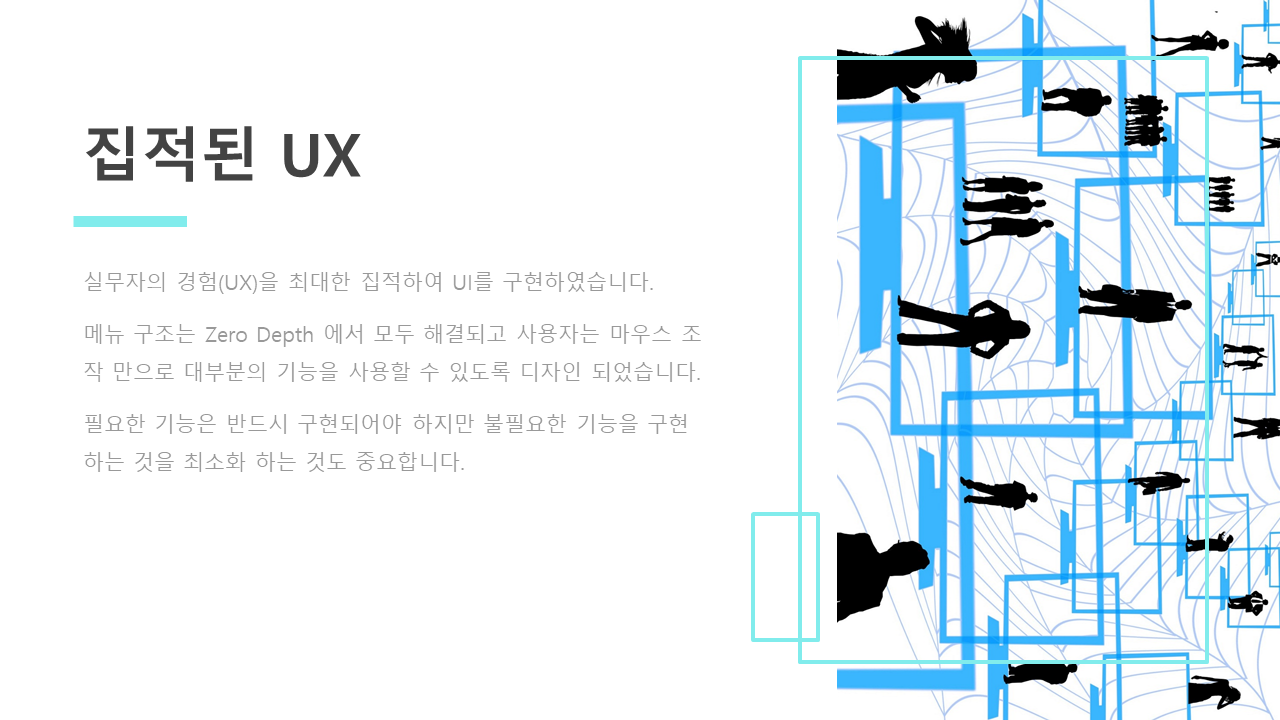 집적된 UX
실무자의 경험(UX)을 최대한 집적하여 UI를 구현하였습니다.
메뉴 구조는 Zero Depth 에서 모두 해결되고 사용자는 마우스 조
작 만으로 대부분의 기능을 사용할 수 있도록 디자인 되었습니다.
필요한 기능은 반드시 구현되어야 하지만 불필요한 기능을 구현
하는 것을 최소화 하는 것도 중요합니다.